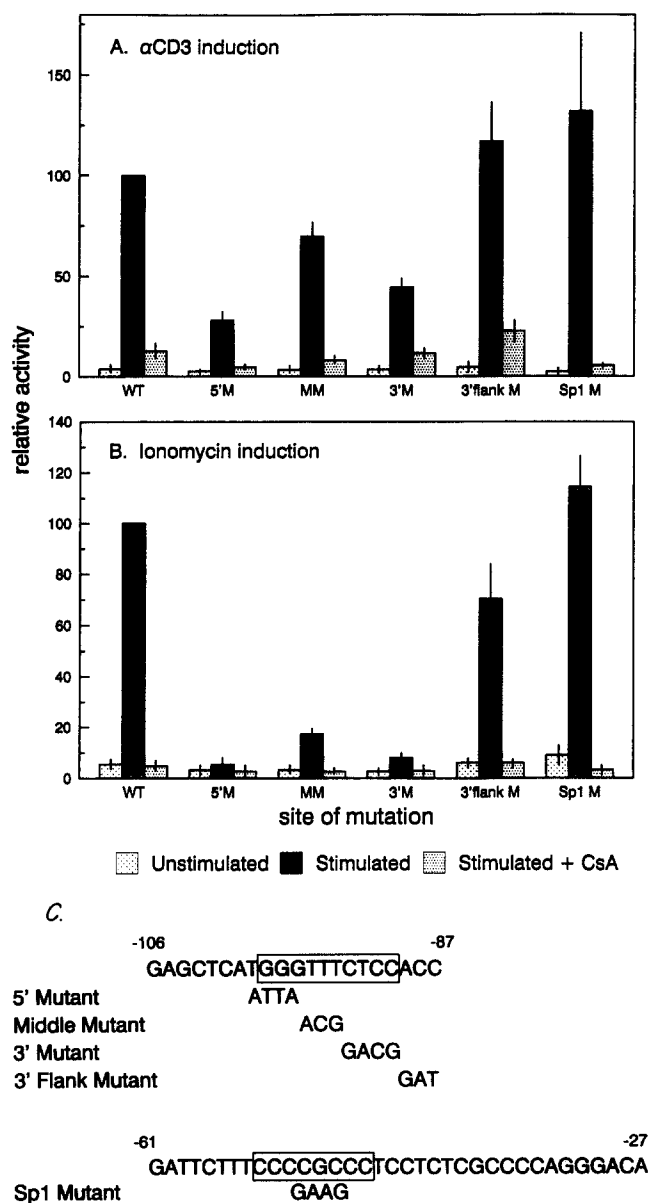 A. αCD3 induction
150
100
50
0
WT 5'M MM 3'M 3'flank M Sp1 M
relative activity
B. Ionomycin induction
140
120
100
80
60
40
20
0
WT 5'M MM 3'M 3'flank M Sp1 M
site of mutation
Unstimulated Stimulated Stimulated + CsA
C.
-106 -87
GAGCTCATGGGTTTCTCCACC
5' Mutant ATTA
Middle Mutant ACG
3' Mutant GACG
3' Flank Mutant GAT
-61 -27
GATTCTTTCCCCGCCCTCCTCTCGCCCCAGGGACA
Sp1 Mutant GAAG